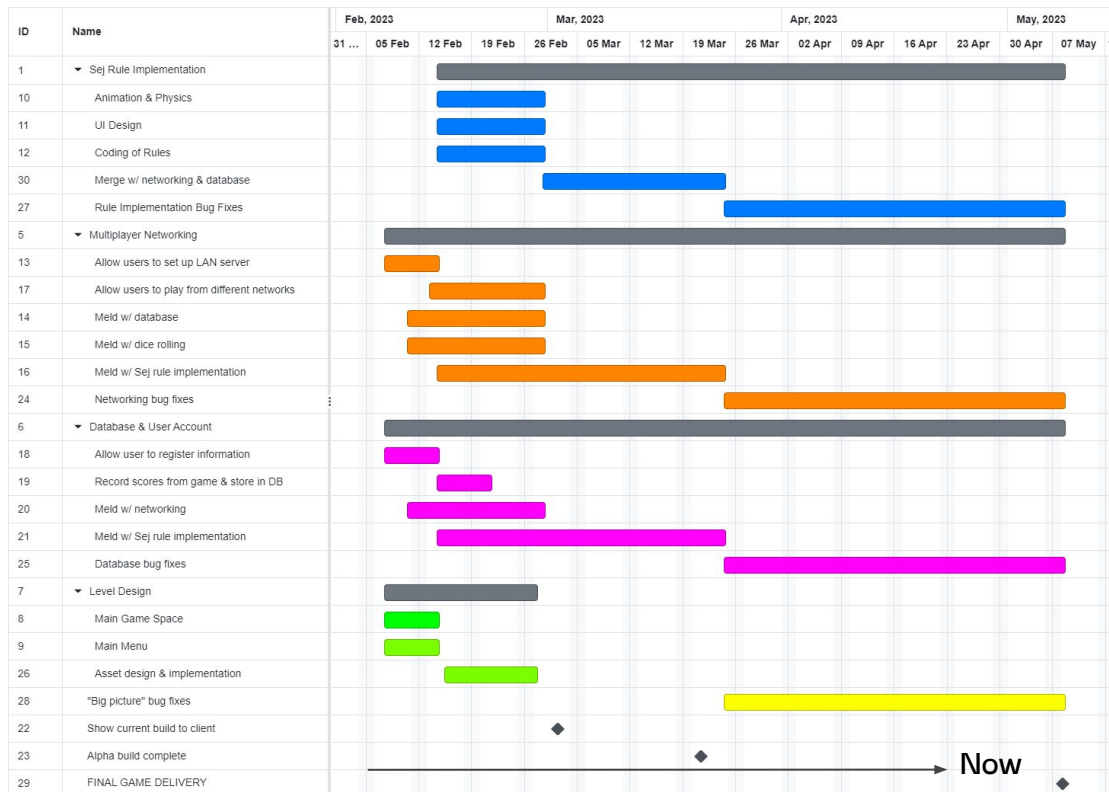 ID Name Feb, 2023 Mar, 2023 Apr, 2023 May, 2023
31 ... 05 Feb 12 Feb 19 Feb 26 Feb 05 Mar 12 Mar 19 Mar 26 Mar 02 Apr 09 Apr 16 Apr 23 Apr 30 Apr 07 May
1 Sej Rule Implementation
10 Animation & Physics
11 UI Design
12 Coding of Rules
30 Merge w/ networking & database
27 Rule Implementation Bug Fixes
5 Multiplayer Networking
13 Allow users to set up LAN server
17 Allow users to play from different networks
14 Meld w/ database
15 Meld w/ dice rolling
16 Meld w/ Sej rule implementation
24 Networking bug fixes
6 Database & User Account
18 Allow user to register information
19 Record scores from game & store in DB
20 Meld w/ networking
21 Meld w/ Sej rule implementation
25 Database bug fixes
7 Level Design
8 Main Game Space
9 Main Menu
26 Asset design & implementation
28 "Big picture" bug fixes
22 Show current build to client
23 Alpha build complete
Now
29 FINAL GAME DELIVERY